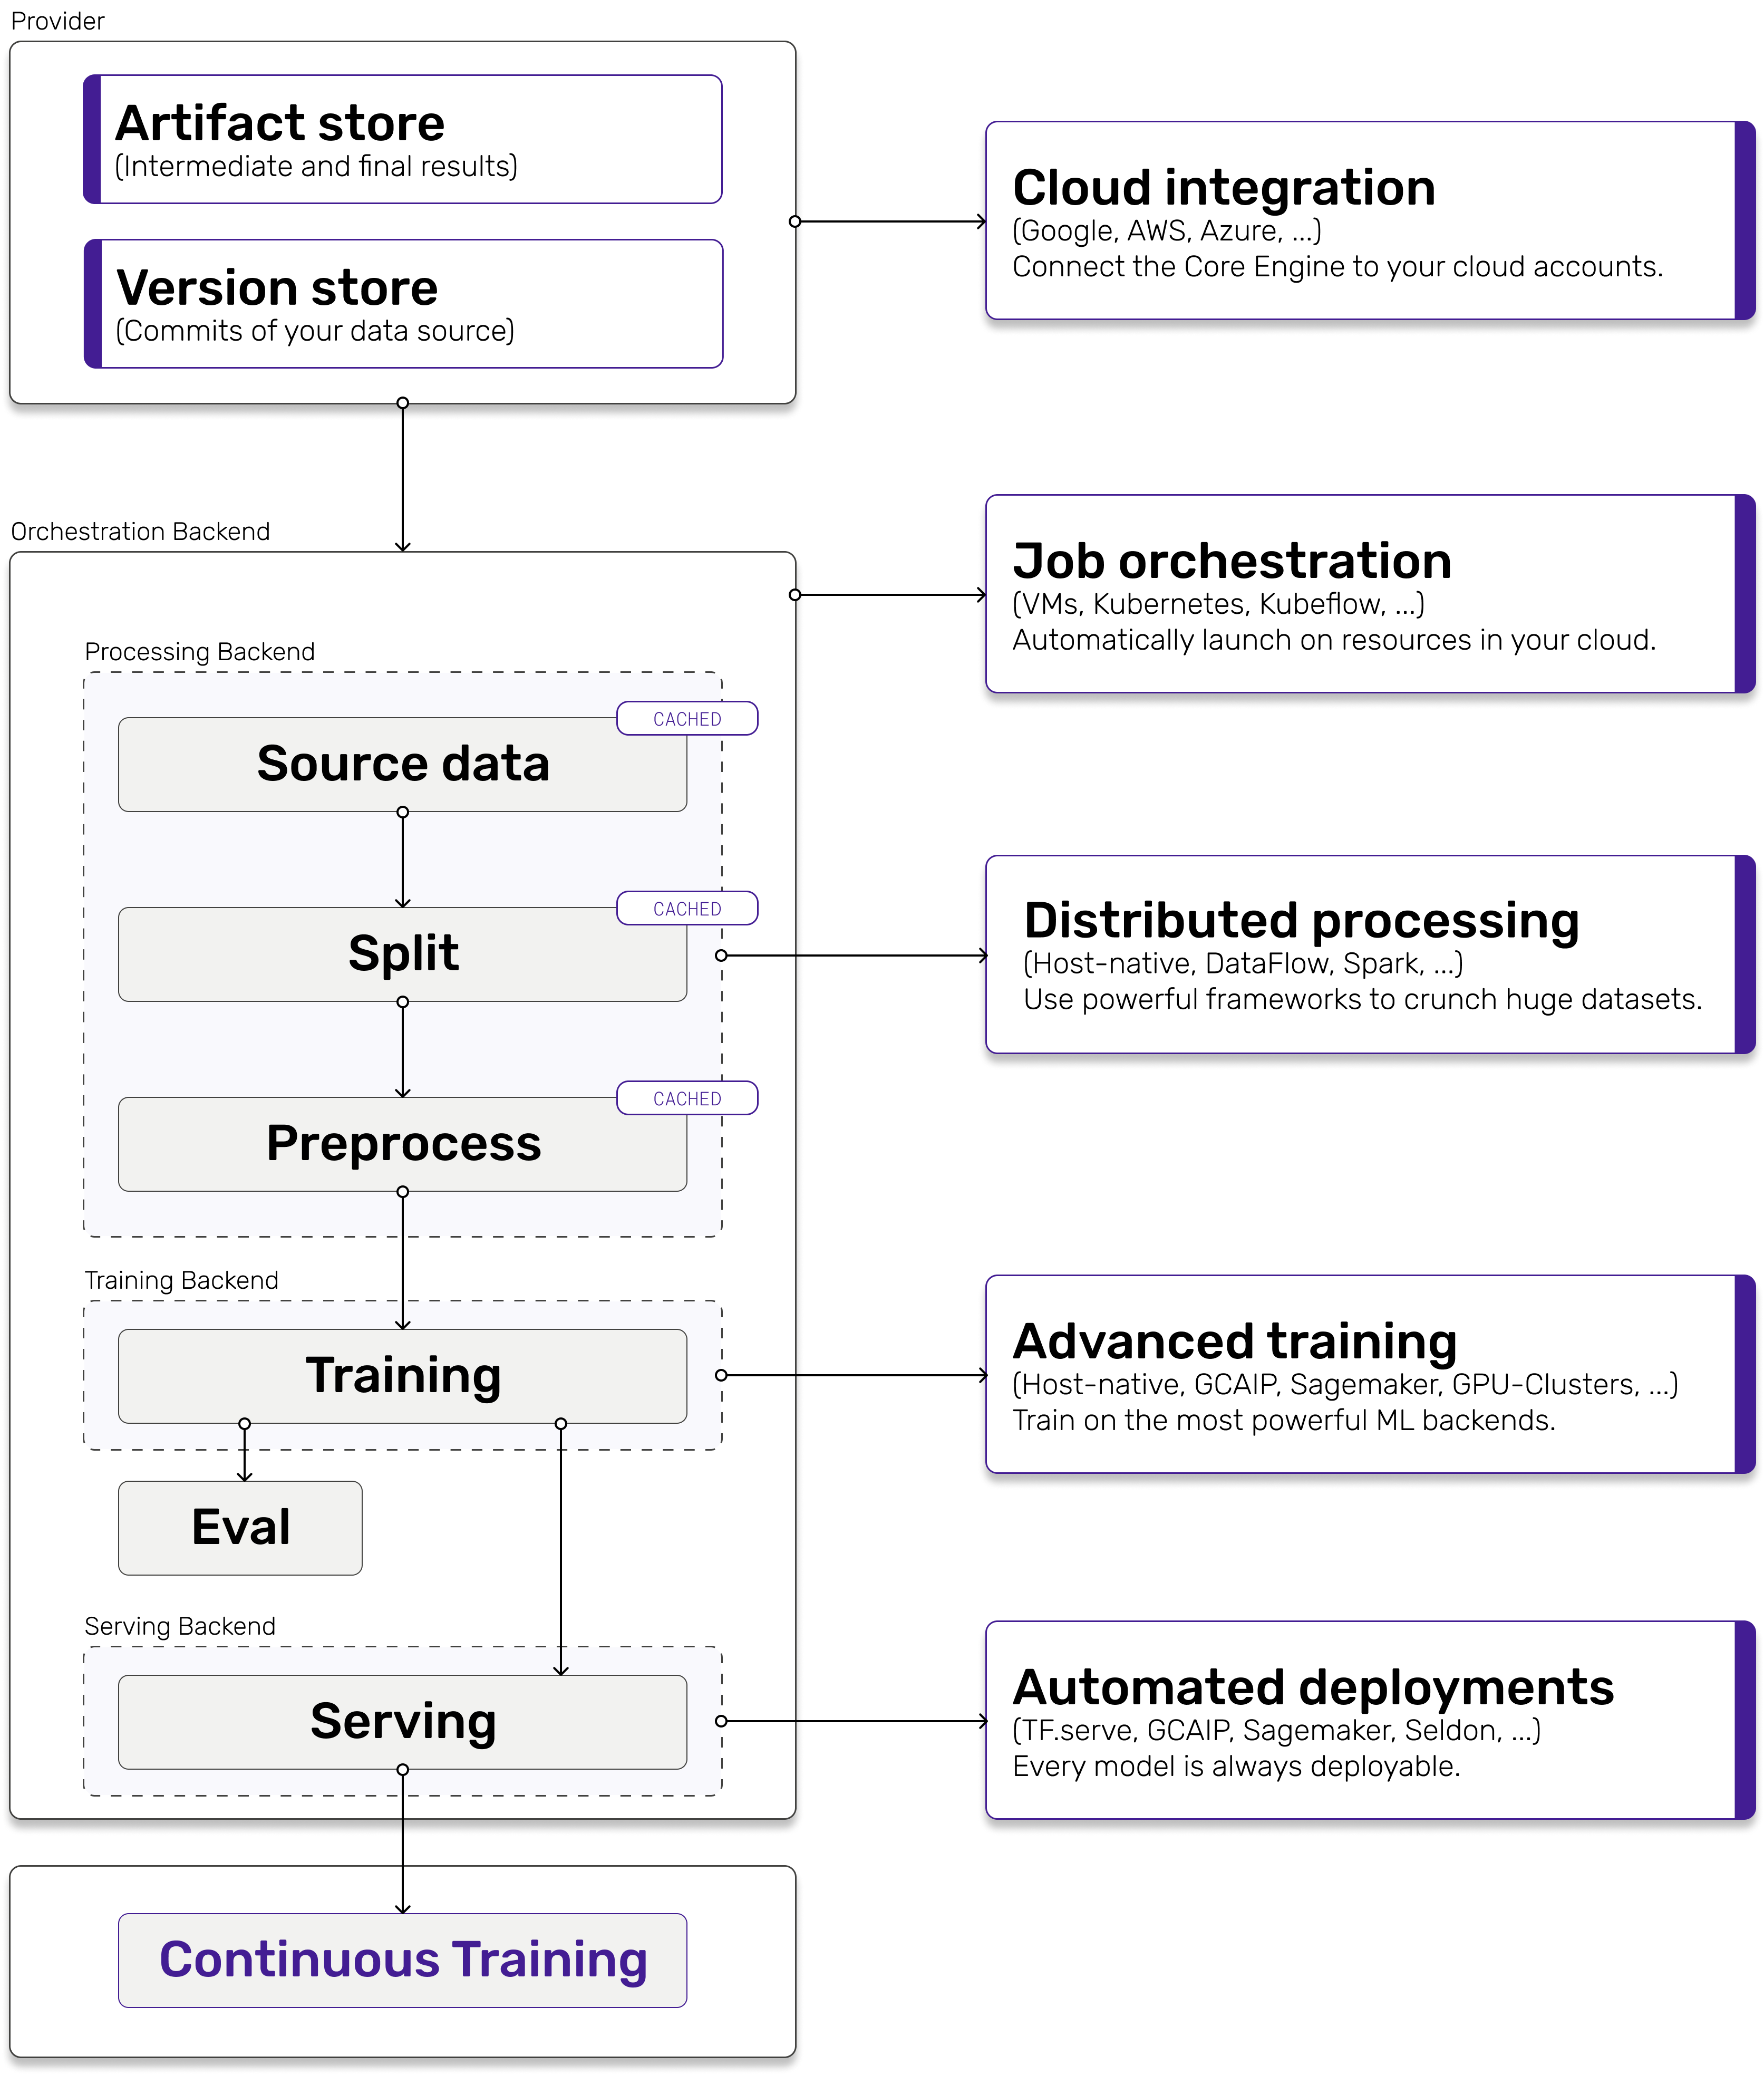 Provider
Artifact store
(Intermediate and final results)
Version store
(Commits of your data source)
Cloud integration
(Google, AWS, Azure, ...)
Connect the Core Engine to your cloud accounts.
Orchestration Backend
Job orchestration
(VMs, Kubernetes, Kubeflow, ...)
Automatically launch on resources in your cloud.
Processing Backend
CACHED
Source data
CACHED
Split
Distributed processing
(Host-native, DataFlow, Spark, ...)
Use powerful frameworks to crunch huge datasets.
CACHED
Preprocess
Training Backend
Training
Advanced training
(Host-native, GCAIP, Sagemaker, GPU-Clusters, ...)
Train on the most powerful ML backends.
Eval
Serving Backend
Serving
Automated deployments
(TF.serve, GCAIP, Sagemaker, Seldon, ...)
Every model is always deployable.
Continuous Training